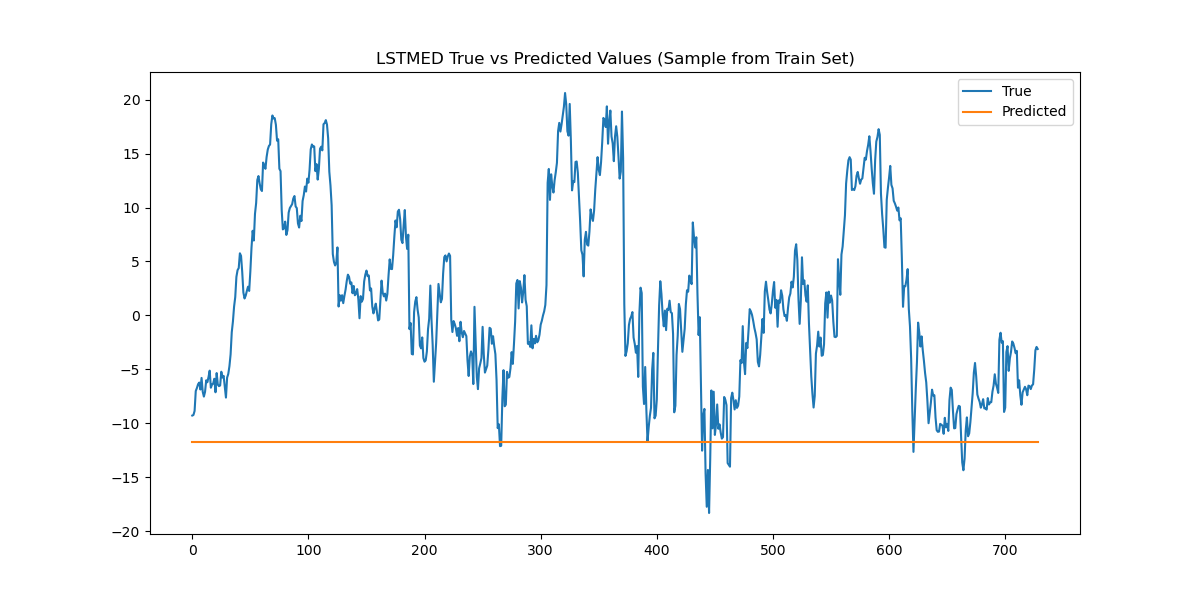 LSTMED True vs Predicted Values (Sample from Train Set)
True
Predicted
20
15
10
5
0
−5
−10
−15
−20
0 100 200 300 400 500 600 700